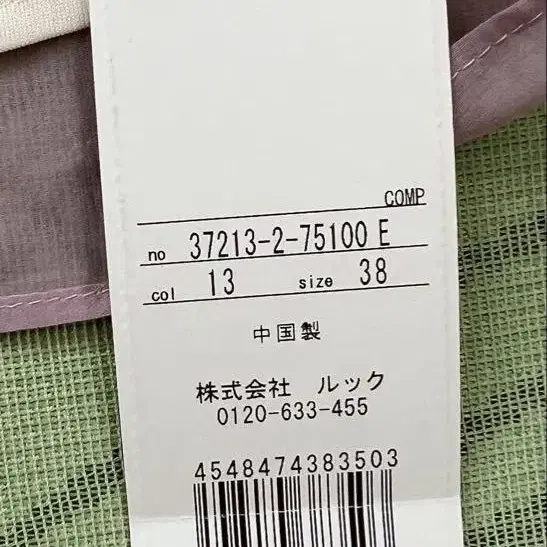 COMP
no 37213-2-75100 E
col 13 size 38
中国製
株式会社 ルック
0120-633-455
4548474383503